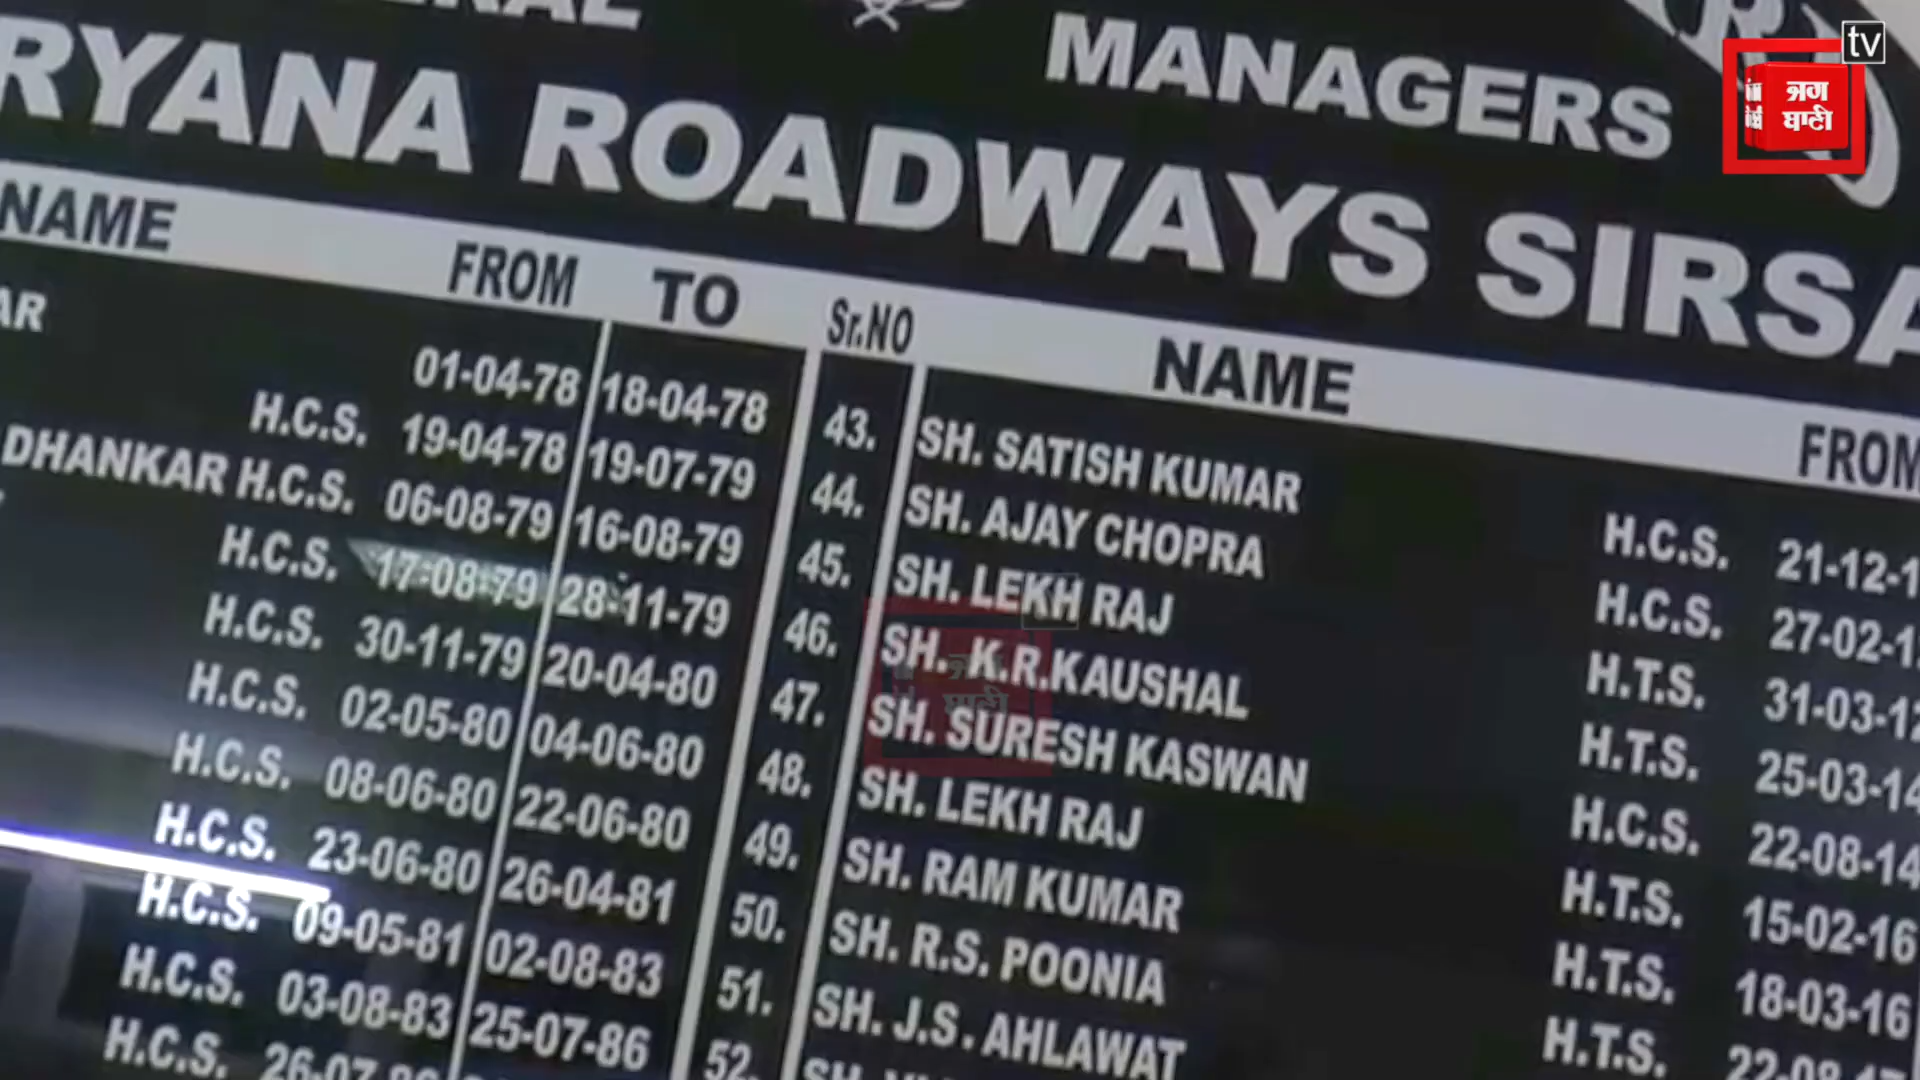 MANAGERS
RYANA ROADWAYS SIRSA
NAME FROM TO Sr.NO NAME FROM
AR
01-04-78 18-04-78
H.C.S. 19-04-78 19-07-79
DHANKAR H.C.S. 06-08-79 16-08-79
H.C.S. 17-08-79 28-11-79
H.C.S. 30-11-79 20-04-80
H.C.S. 02-05-80 04-06-80
H.C.S. 08-06-80 22-06-80
H.C.S. 23-06-80 26-04-81
H.C.S. 09-05-81 02-08-83
H.C.S. 03-08-83 25-07-86
H.C.S.
43. SH. SATISH KUMAR H.C.S. 21-12-1
44. SH. AJAY CHOPRA H.C.S. 27-02-1
45. SH. LEKH RAJ H.T.S. 31-03-12
46. SH. K.R.KAUSHAL H.T.S. 25-03-14
47. SH. SURESH KASWAN H.C.S. 22-08-14
48. SH. LEKH RAJ H.T.S. 15-02-16
49. SH. RAM KUMAR H.T.S. 18-03-16
50. SH. R.S. POONIA H.T.S.
51. SH. J.S. AHLAWAT
52. SH.
tv
ਜਗ
ਬਾਣੀ